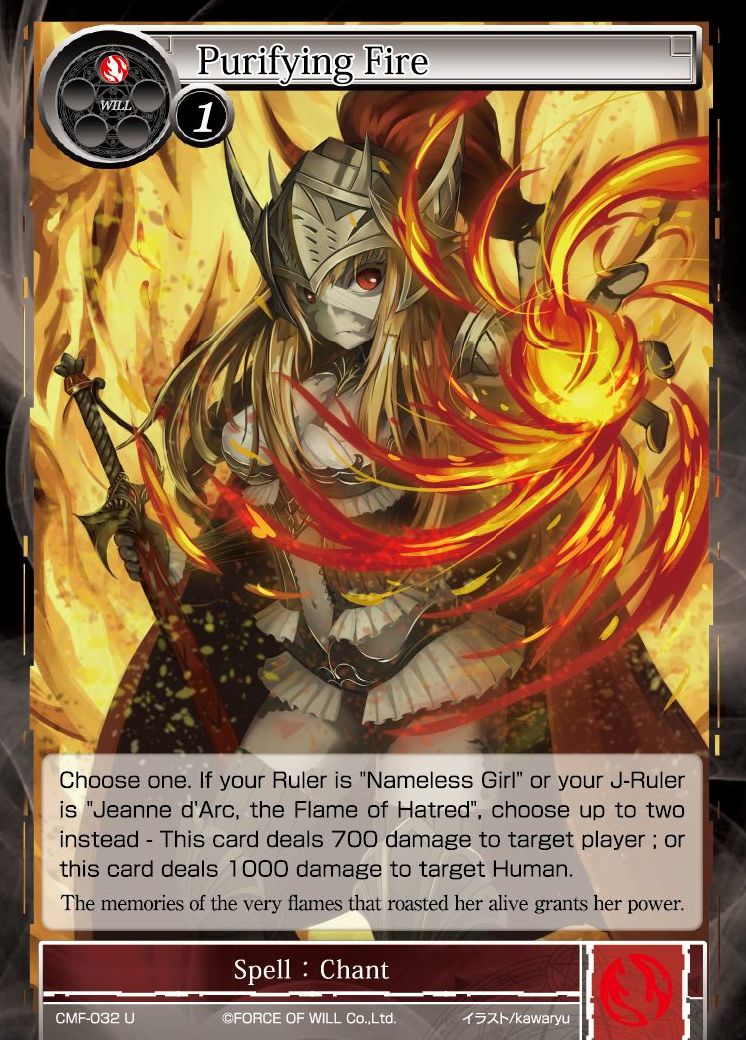 Purifying Fire
WILL
1
Choose one. If your Ruler is "Nameless Girl" or your J-Ruler
is "Jeanne d'Arc, the Flame of Hatred", choose up to two
instead - This card deals 700 damage to target player ; or
this card deals 1000 damage to target Human.
The memories of the very flames that roasted her alive grants her power.
Spell : Chant
CMF-032 U ©FORCE OF WILL Co.,Ltd. イラスト/kawaryu